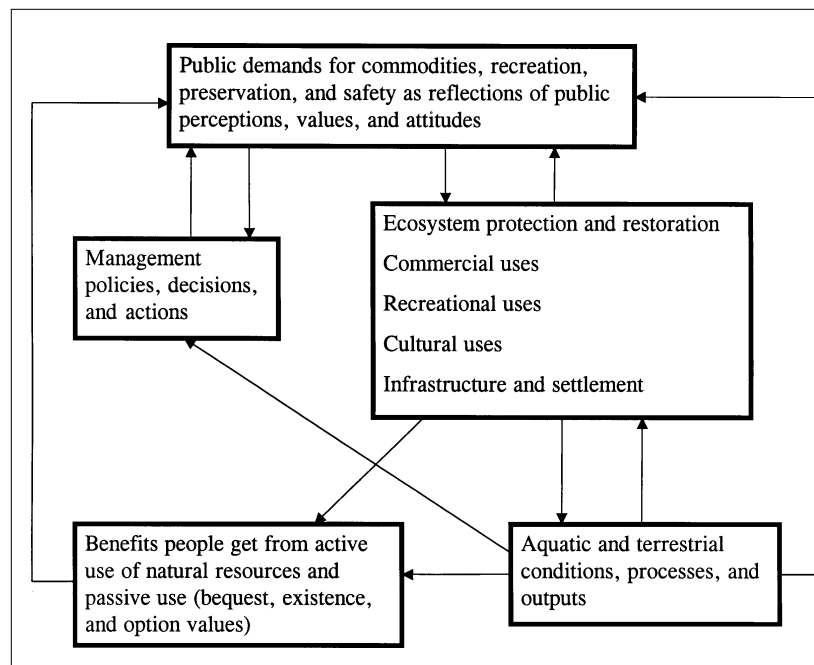 Public demands for commodities, recreation,
preservation, and safety as reflections of public
perceptions, values, and attitudes
Management
policies, decisions,
and actions
Ecosystem protection and restoration
Commercial uses
Recreational uses
Cultural uses
Infrastructure and settlement
Benefits people get from active
use of natural resources and
passive use (bequest, existence,
and option values)
Aquatic and terrestrial
conditions, processes, and
outputs